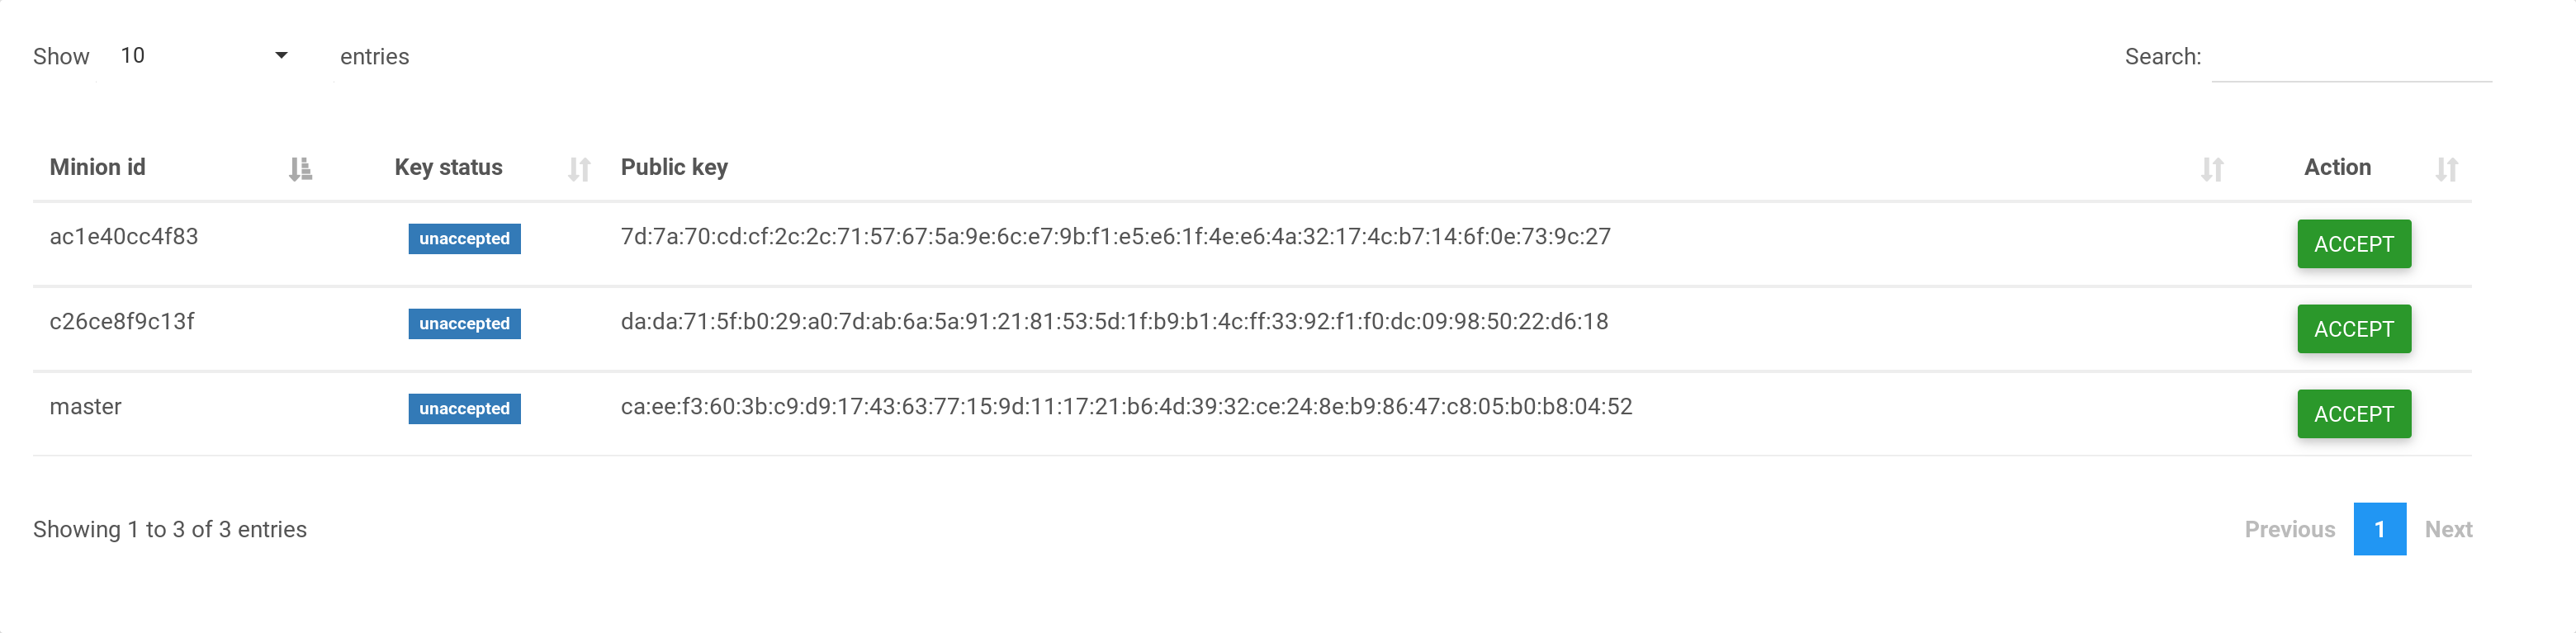 Show 10 entries Search:
Minion id Key status Public key Action
ac1e40cc4f83 unaccepted 7d:7a:70:cd:cf:2c:2c:71:57:67:5a:9e:6c:e7:9b:f1:e5:e6:1f:4e:e6:4a:32:17:4c:b7:14:6f:0e:73:9c:27 ACCEPT
c26ce8f9c13f unaccepted da:da:71:5f:b0:29:a0:7d:ab:6a:5a:91:21:81:53:5d:1f:b9:b1:4c:ff:33:92:f1:f0:dc:09:98:50:22:d6:18 ACCEPT
master unaccepted ca:ee:f3:60:3b:c9:d9:17:43:63:77:15:9d:11:17:21:b6:4d:39:32:ce:24:8e:b9:86:47:c8:05:b0:b8:04:52 ACCEPT
Showing 1 to 3 of 3 entries Previous 1 Next